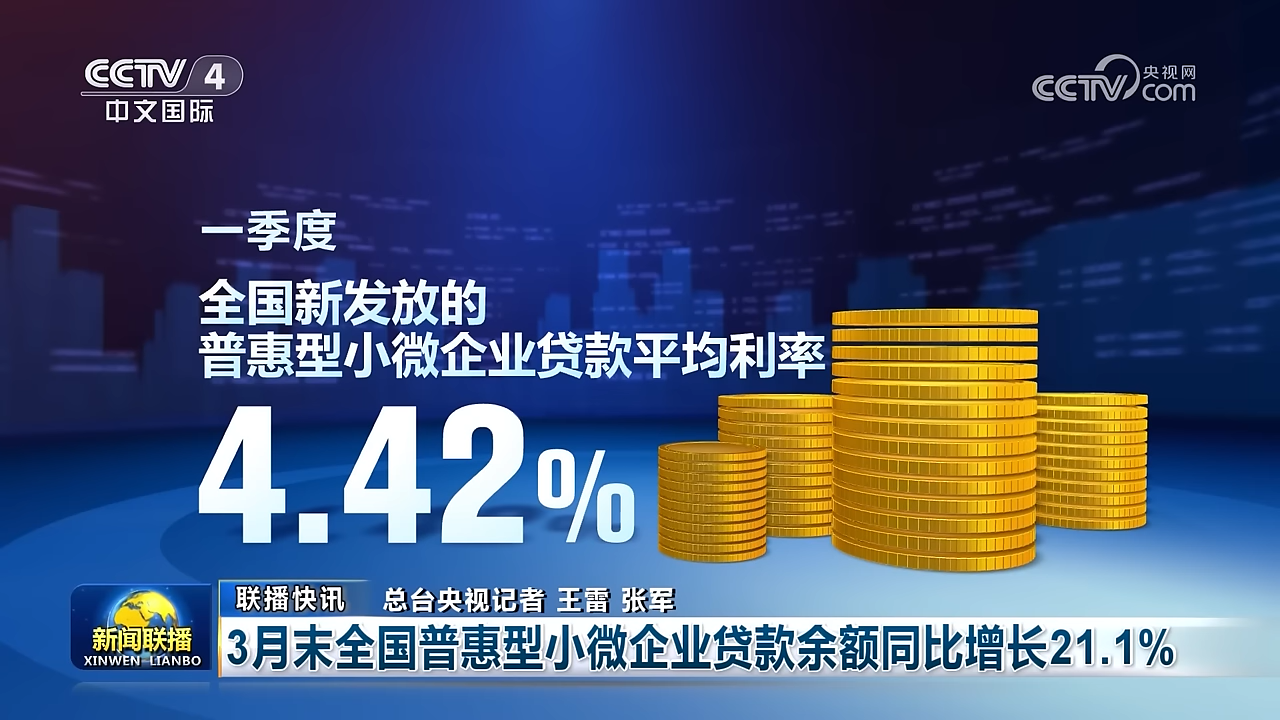 CCTV 4
中文国际
CCTV 央视网
com
一季度
全国新发放的
普惠型小微企业贷款平均利率
4.42%
联播快讯 总台央视记者 王雷 张军
新闻联播
XINWEN LIANBO
3月末全国普惠型小微企业贷款余额同比增长21.1%